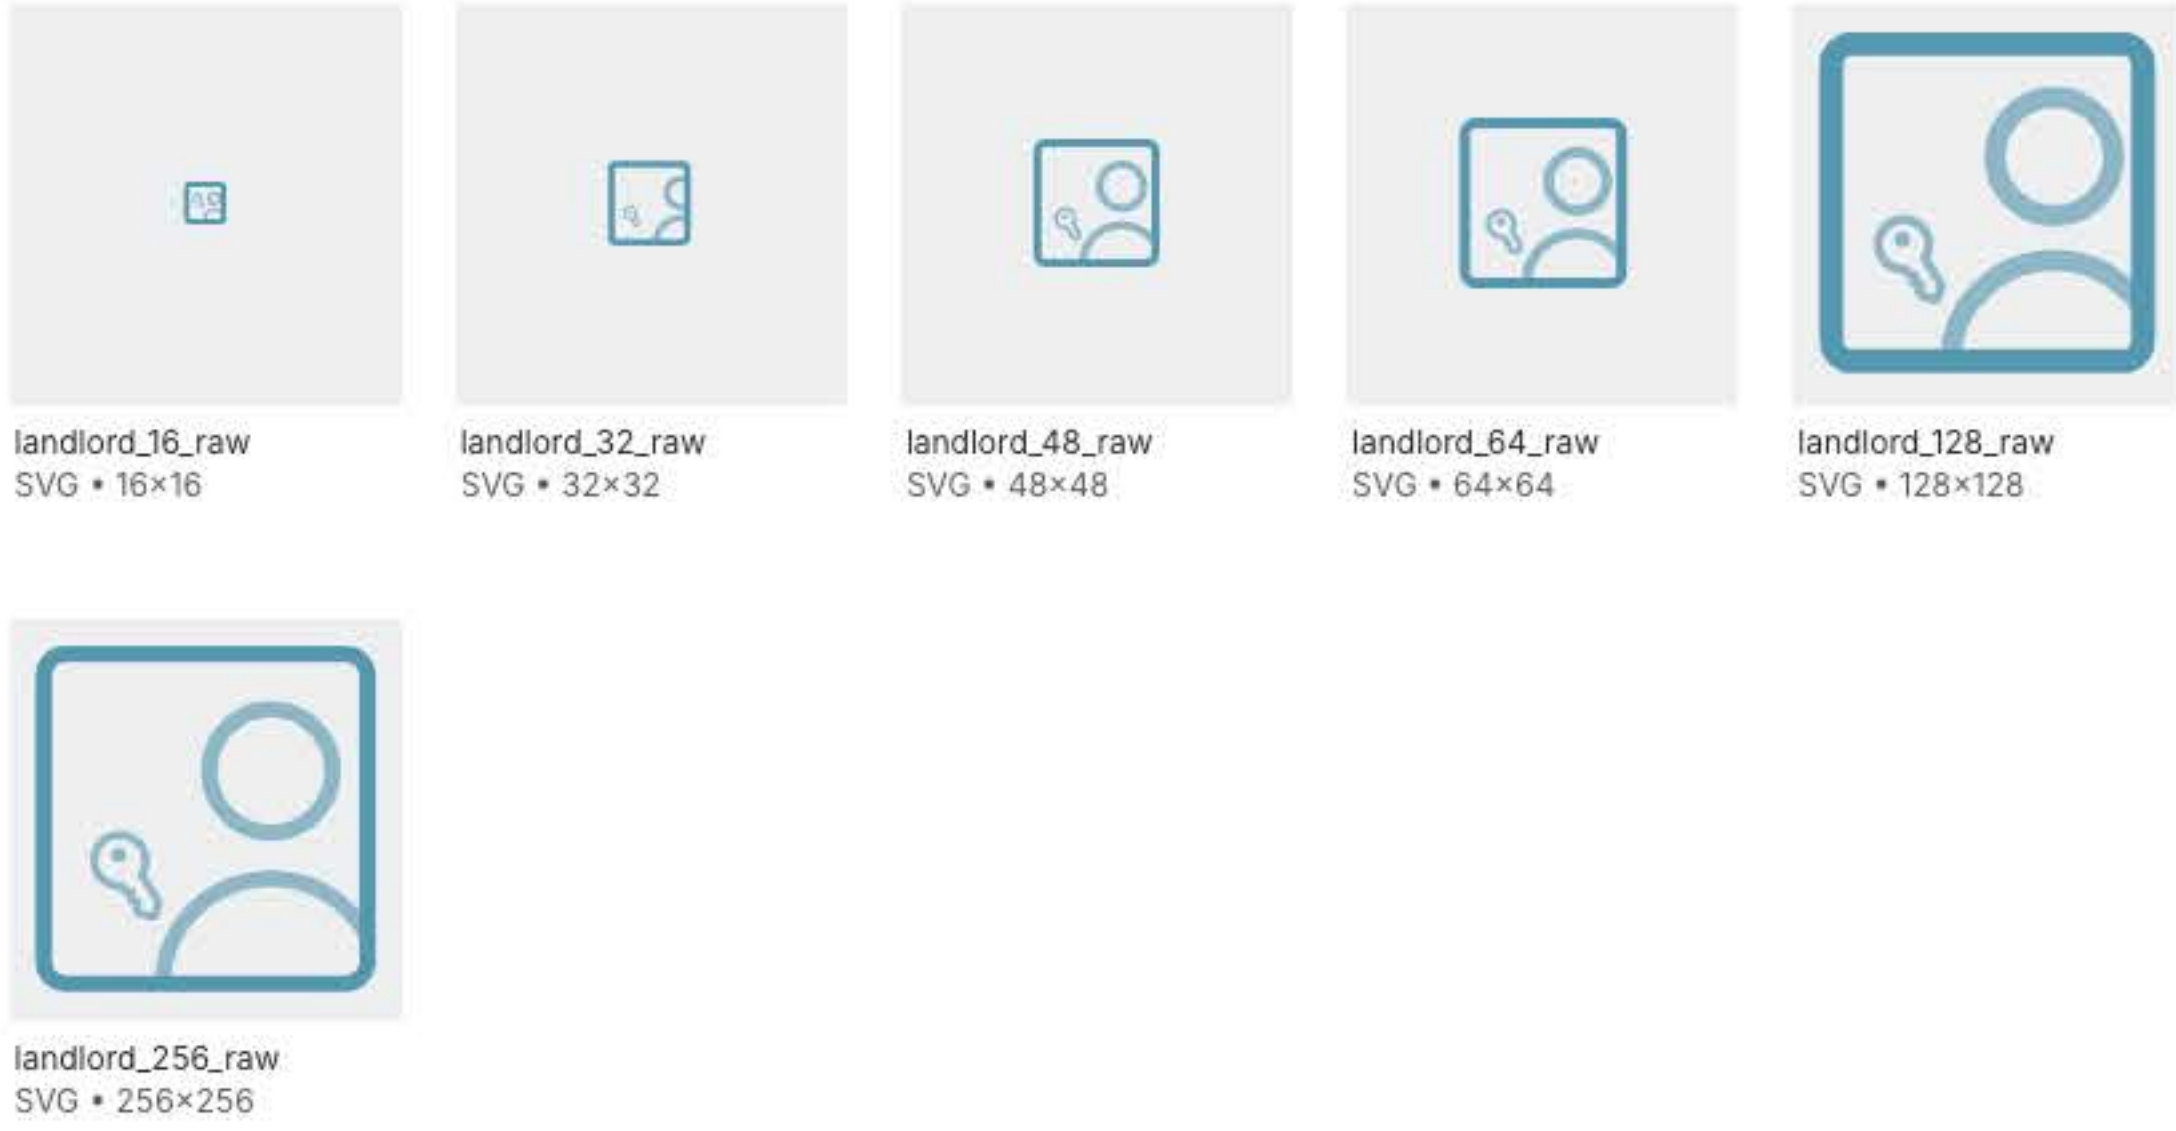 landlord_16_raw
SVG • 16×16
landlord_32_raw
SVG • 32×32
landlord_48_raw
SVG • 48×48
landlord_64_raw
SVG • 64×64
landlord_128_raw
SVG • 128×128
landlord_256_raw
SVG • 256×256